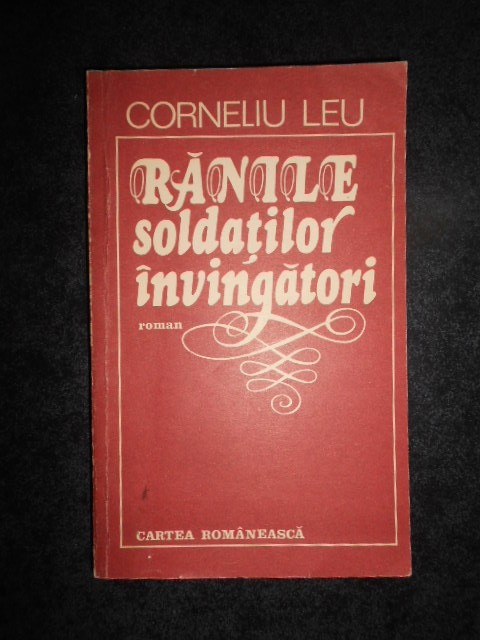 CORNELIU LEU
RĂNILE
soldaților
învingători
roman
CARTEA ROMÂNEASCĂ